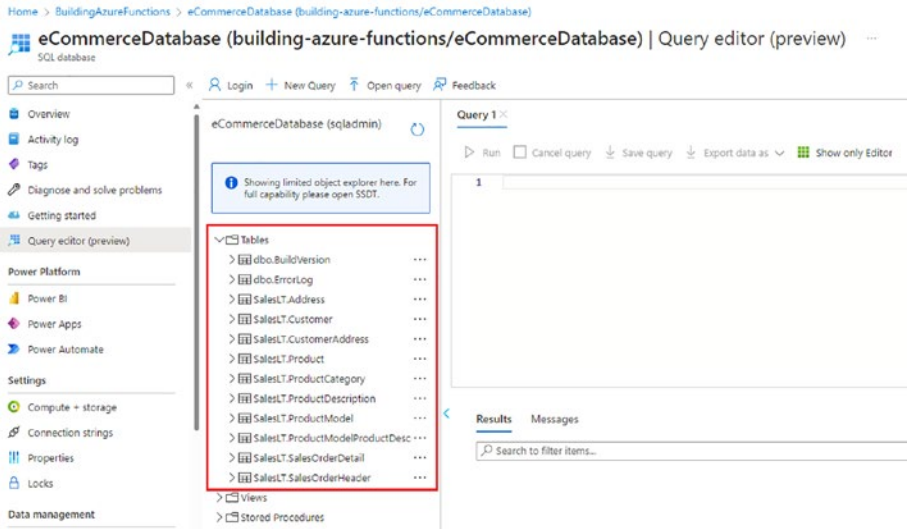 Home > BuildingAzureFunctions > eCommerceDatabase (building-azure-functions/eCommerceDatabase)
eCommerceDatabase (building-azure-functions/eCommerceDatabase) | Query editor (preview) ...
SQL database
Search
«
Overview
Activity log
Tags
Diagnose and solve problems
Getting started
Query editor (preview)
Power Platform
Power BI
Power Apps
Power Automate
Settings
Compute + storage
Connection strings
Properties
Locks
Data management
Login
New Query
Open query
Feedback
eCommerceDatabase (sqladmin)
Showing limited object explorer here. For
full capability please open SSDT.
Tables
dbo.BuildVersion ...
dbo.ErrorLog ...
SalesLT.Address ...
SalesLT.Customer ...
SalesLT.CustomerAddress ...
SalesLT.Product ...
SalesLT.ProductCategory ...
SalesLT.ProductDescription ...
SalesLT.ProductModel ...
SalesLT.ProductModelProductDesc ...
SalesLT.SalesOrderDetail ...
SalesLT.SalesOrderHeader ...
Views
Stored Procedures
Query 1 ×
Run
Cancel query
Save query
Export data as
Show only Editor
1
Results
Messages
Search to filter items...